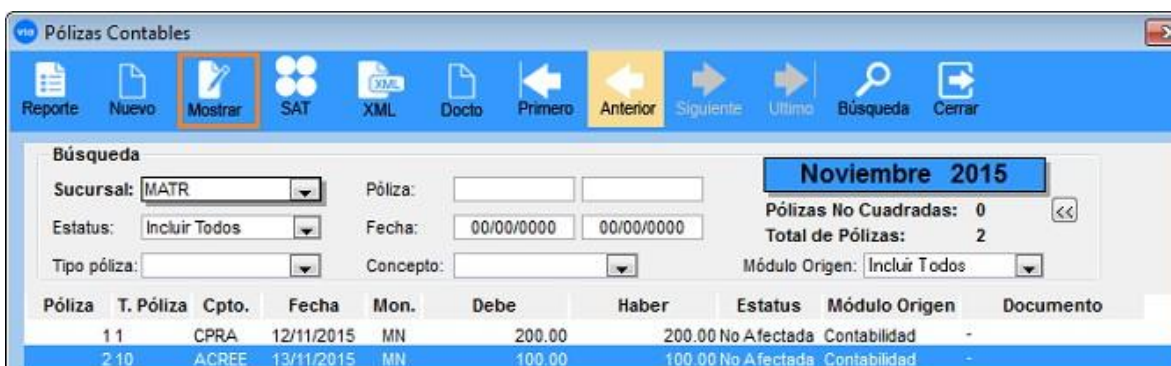 vio Pólizas Contables
Reporte Nuevo Mostrar SAT XML Docto Primero Anterior Siguiente Ultimo Búsqueda Cerrar
Búsqueda
Noviembre 2015
Sucursal: MATR Póliza:
Pólizas No Cuadradas: 0 <<
Estatus: Incluir Todos Fecha: 00/00/0000 00/00/0000
Total de Pólizas: 2
Tipo póliza: Concepto: Módulo Origen: Incluir Todos
Póliza T. Póliza Cpto. Fecha Mon. Debe Haber Estatus Módulo Origen Documento
1 1 CPRA 12/11/2015 MN 200.00 200.00 No Afectada Contabilidad -
2 10 ACREE 13/11/2015 MN 100.00 100.00 No Afectada Contabilidad -